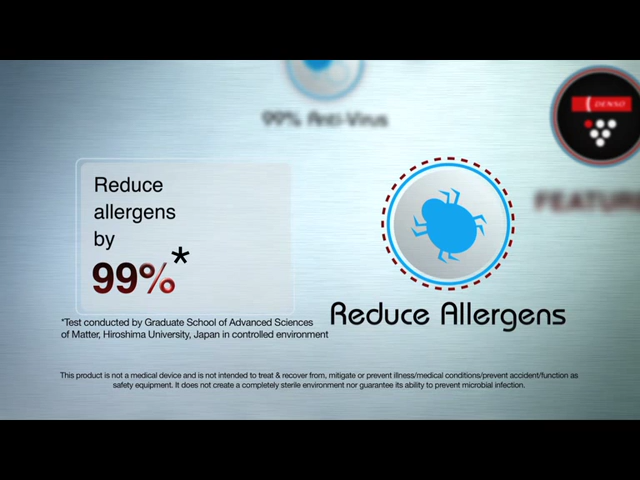 99% Anti-Virus
DENSO
FEATURE
Reduce
allergens
by
99%*
Reduce Allergens
*Test conducted by Graduate School of Advanced Sciences
of Matter, Hiroshima University, Japan in controlled environment
This product is not a medical device and is not intended to treat & recover from, mitigate or prevent illness/medical conditions/prevent accident/function as
safety equipment. It does not create a completely sterile environment nor guarantee its ability to prevent microbial infection.